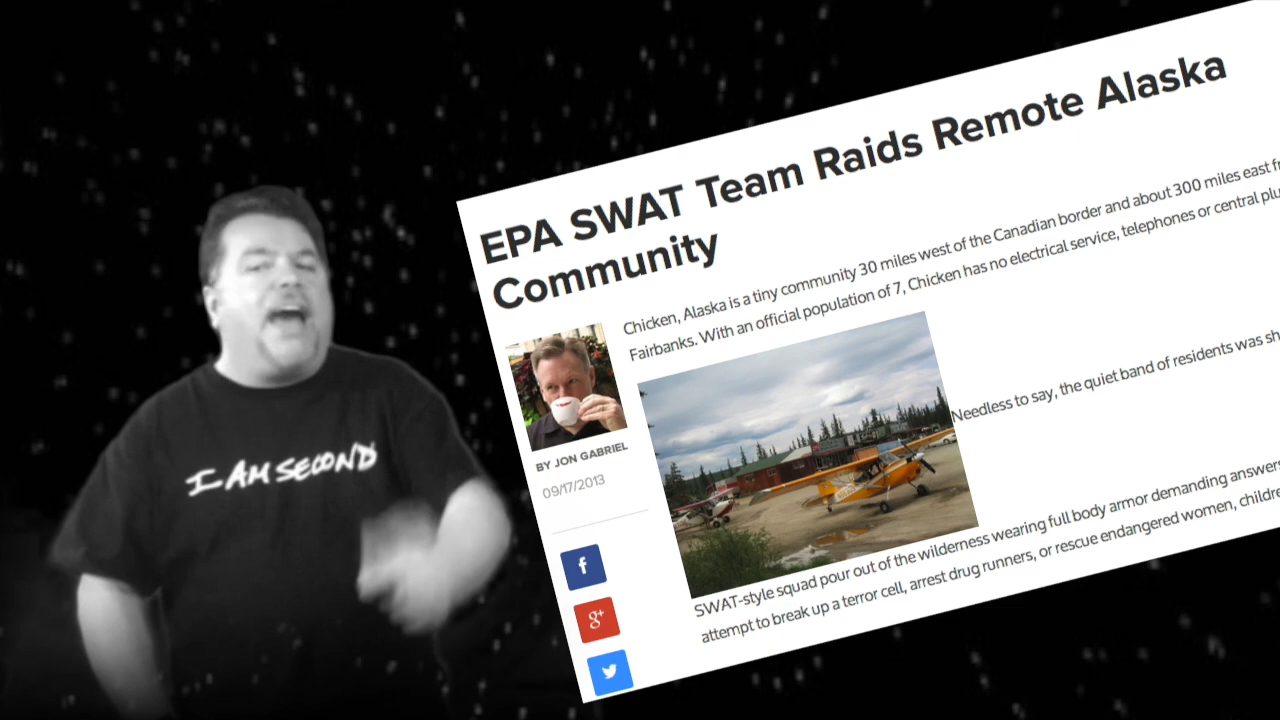 I AM SECOND
EPA SWAT Team Raids Remote Alaska
Community
BY JON GABRIEL
09/17/2013
Chicken, Alaska is a tiny community 30 miles west of the Canadian border and about 300 miles east
Fairbanks. With an official population of 7, Chicken has no electrical service, telephones or central
Needless to say, the quiet band of residents was
SWAT-style squad pour out of the wilderness wearing full body armor demanding answers
attempt to break up a terror cell, arrest drug runners, or rescue endangered women,
f
g+